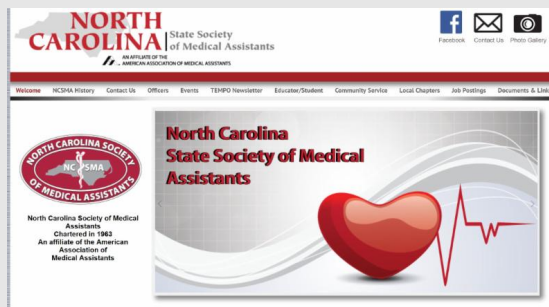 NORTH
CAROLINA
State Society
of Medical Assistants
AN AFFILIATE OF THE
AMERICAN ASSOCIATION OF MEDICAL ASSISTANTS
Facebook Contact Us Photo Gallery
Welcome NCSMA History Contact Us Officers Events TEMPO Newsletter Educator/Student Community Service Local Chapters Job Postings Documents & Link
NORTH CAROLINA SOCIETY
NC SMA
OF MEDICAL ASSISTANTS
North Carolina Society of Medical
Assistants
Chartered in 1963
An affiliate of the American
Association of
Medical Assistants
North Carolina
State Society of Medical
Assistants